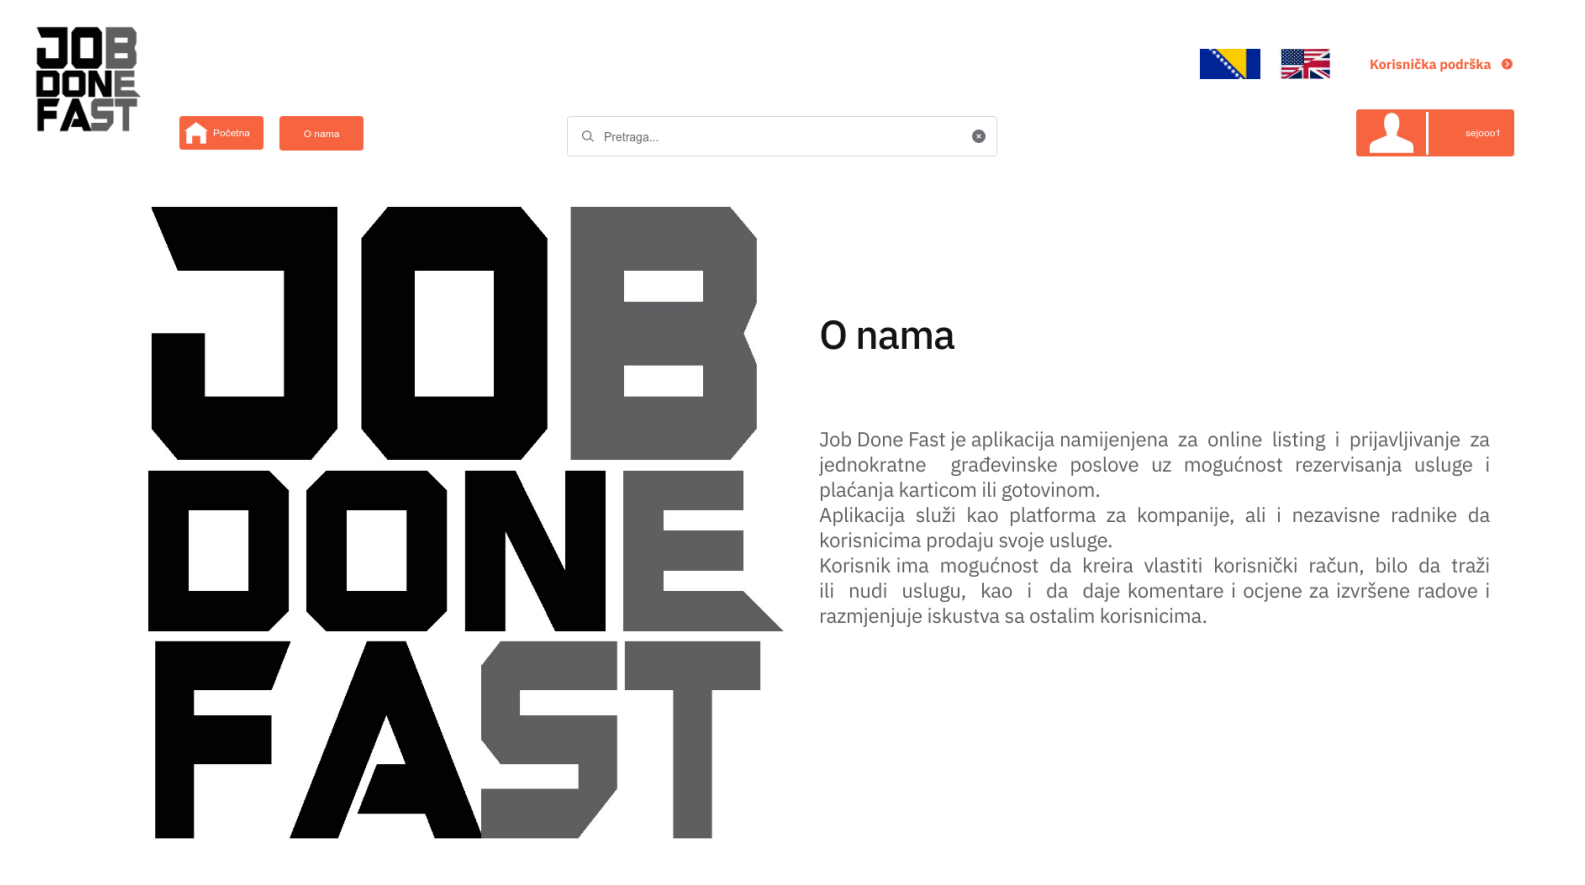 JOB
DONE
FAST
Korisnička podrška
Početna
O nama
Pretraga...
sejooo1
JOB
DONE
FAST
O nama
Job Done Fast je aplikacija namijenjena za online listing i prijavljivanje za
jednokratne građevinske poslove uz mogućnost rezervisanja usluge i
plaćanja karticom ili gotovinom.
Aplikacija služi kao platforma za kompanije, ali i nezavisne radnike da
korisnicima prodaju svoje usluge.
Korisnik ima mogućnost da kreira vlastiti korisnički račun, bilo da traži
ili nudi uslugu, kao i da daje komentare i ocjene za izvršene radove i
razmjenjuje iskustva sa ostalim korisnicima.